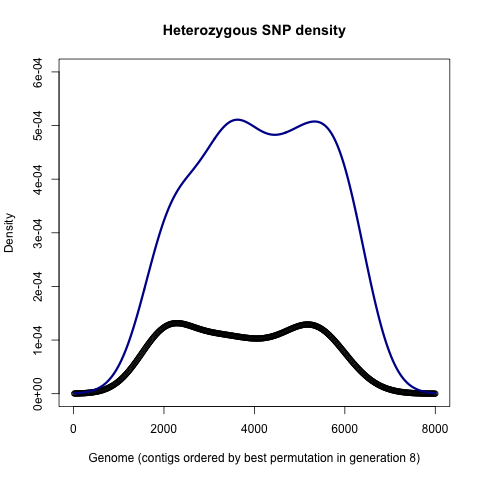 Heterozygous SNP density
Density
6e-04
5e-04
4e-04
3e-04
2e-04
1e-04
0e+00
0 2000 4000 6000 8000
Genome (contigs ordered by best permutation in generation 8)